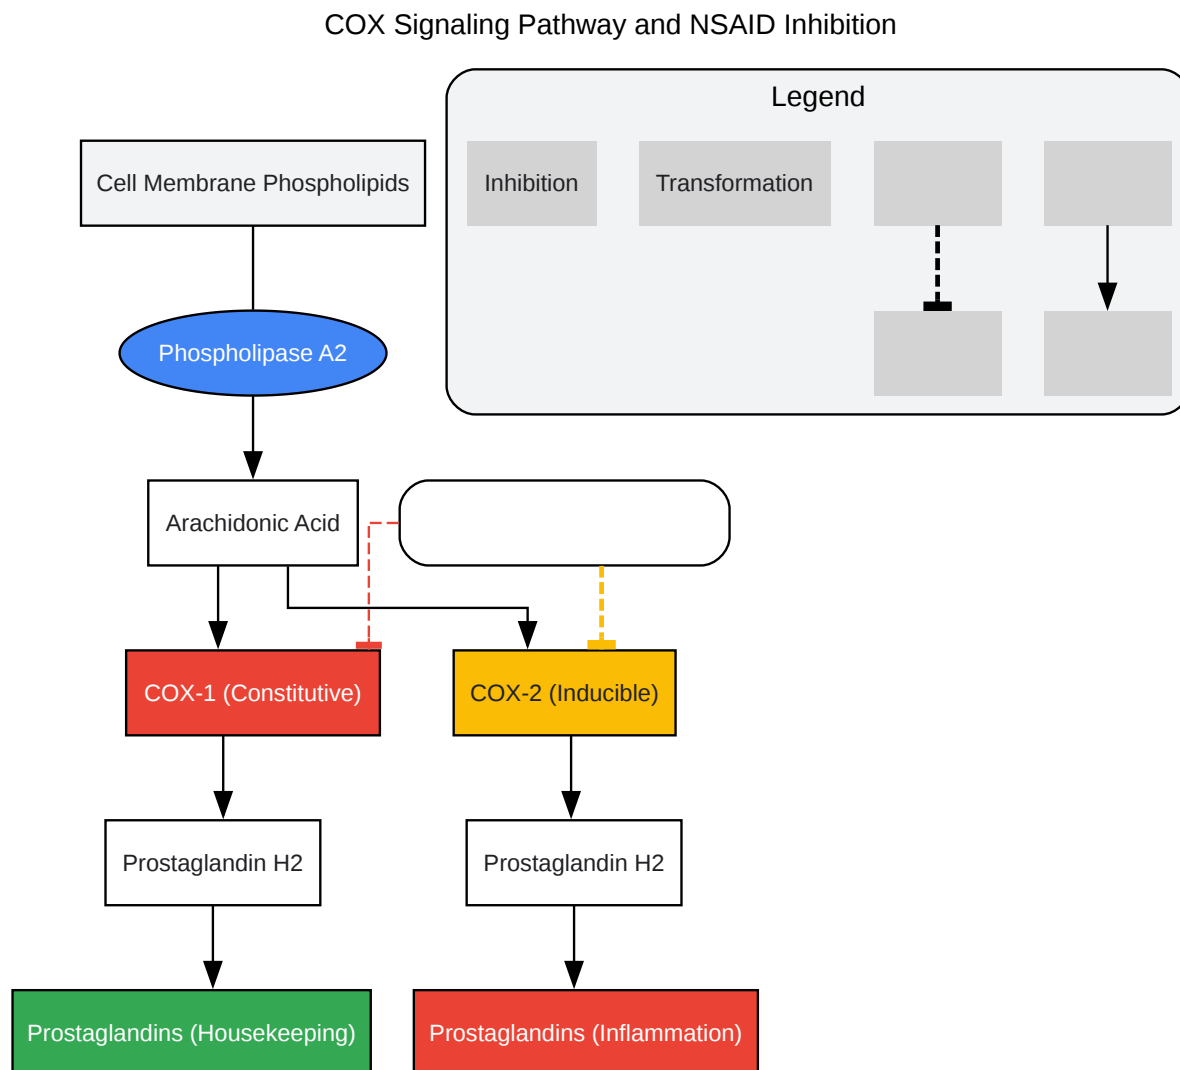 COX Signaling Pathway and NSAID Inhibition
Legend
Cell Membrane Phospholipids
Inhibition
Transformation
Phospholipase A2
Arachidonic Acid
COX-1 (Constitutive)
COX-2 (Inducible)
Prostaglandin H2
Prostaglandin H2
Prostaglandins (Housekeeping)
Prostaglandins (Inflammation)